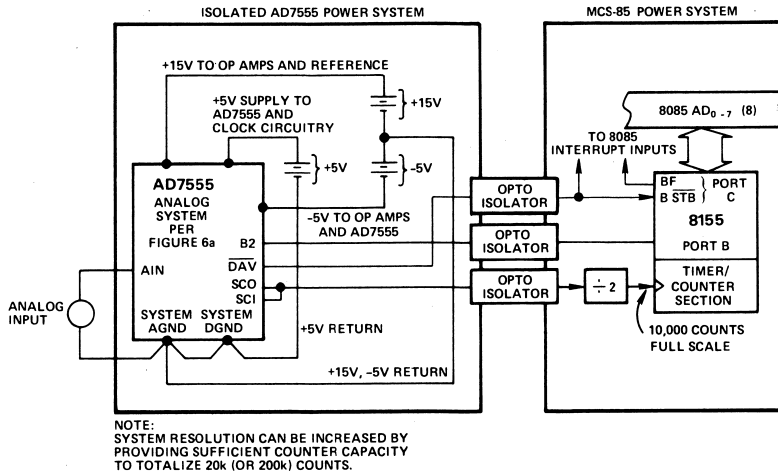 ISOLATED AD7555 POWER SYSTEM
MCS-85 POWER SYSTEM
+15V TO OP AMPS AND REFERENCE
+5V SUPPLY TO
AD7555 AND
CLOCK CIRCUITRY
+15V
+5V
-5V
8085 AD0-7 (8)
TO 8085
INTERRUPT INPUTS
AD7555
ANALOG
SYSTEM
PER
FIGURE 6a
-5V TO OP AMPS
AND AD7555
OPTO
ISOLATOR
BF
B STB
PORT
C
8155
B2
OPTO
ISOLATOR
PORT B
DAV
AIN
SCO
SCI
OPTO
ISOLATOR
÷2
TIMER/
COUNTER
SECTION
ANALOG
INPUT
SYSTEM
AGND
SYSTEM
DGND
+5V RETURN
10,000 COUNTS
FULL SCALE
+15V, -5V RETURN
NOTE:
SYSTEM RESOLUTION CAN BE INCREASED BY
PROVIDING SUFFICIENT COUNTER CAPACITY
TO TOTALIZE 20k (OR 200k) COUNTS.